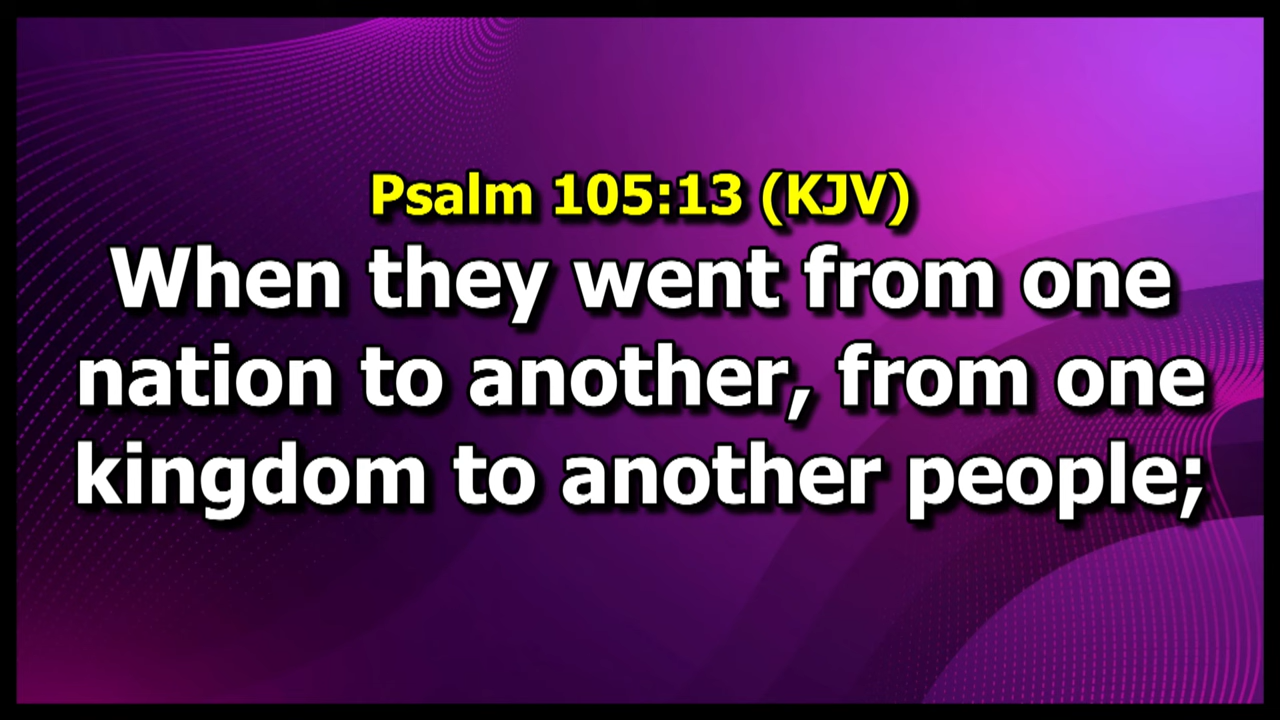 Psalm 105:13 (KJV)
When they went from one
nation to another, from one
kingdom to another people;